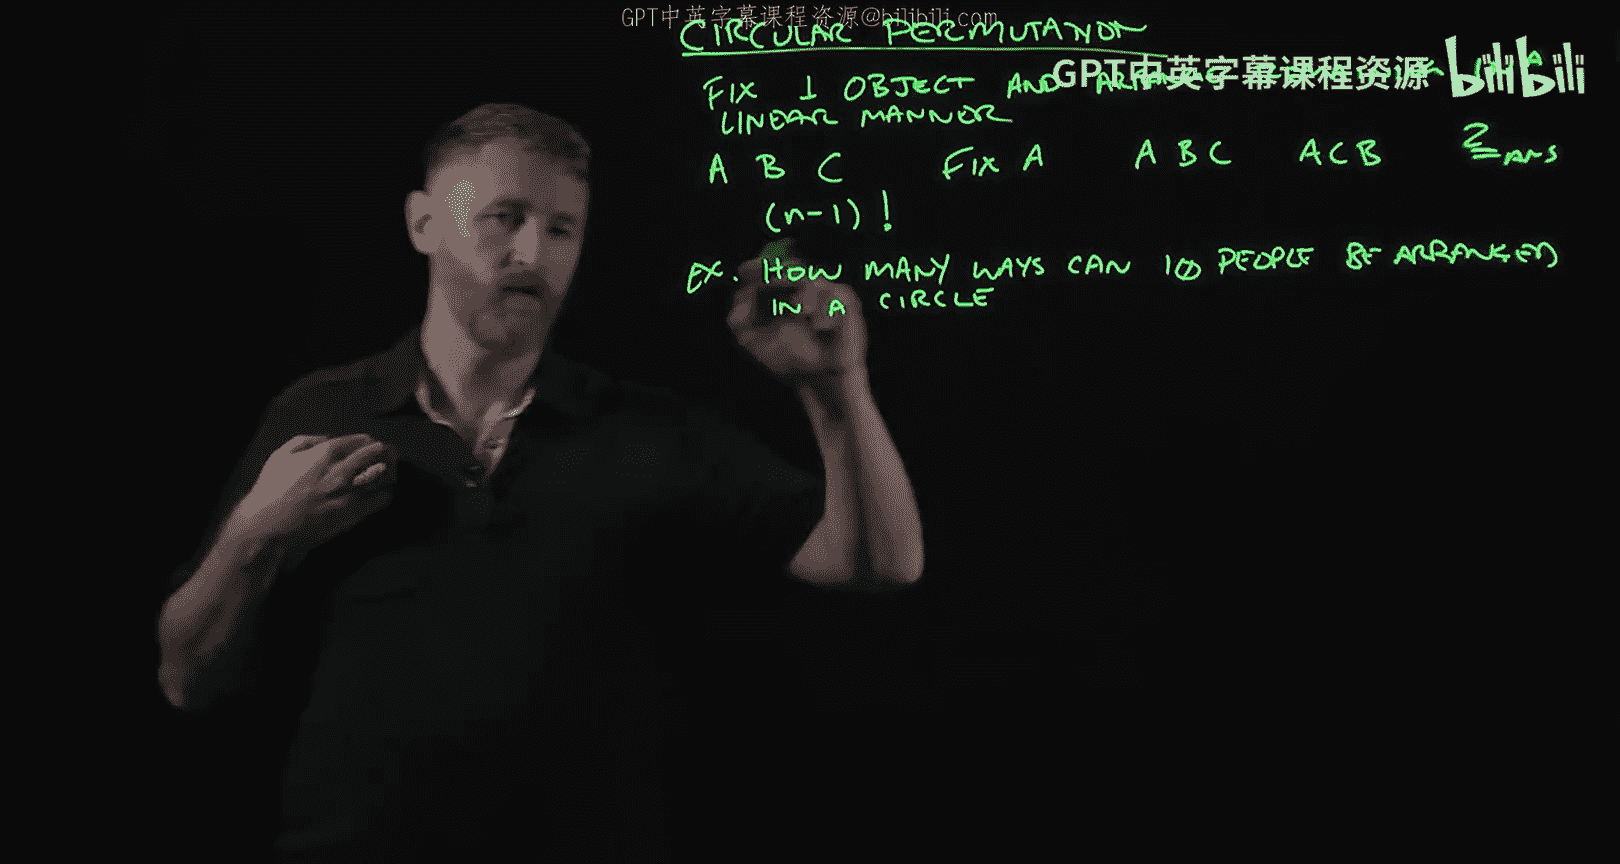 GPT中英字幕课程资源@bilibili.com
CIRCULAR PERMUTATION
GPT中英字幕课程资源 bilibili
FIX 1 OBJECT AND
LINEAR MANNER
A B C FIX A A B C A C B 2 ANS
(n-1)!
EX. HOW MANY WAYS CAN 10 PEOPLE BE ARRANGED
IN A CIRCLE